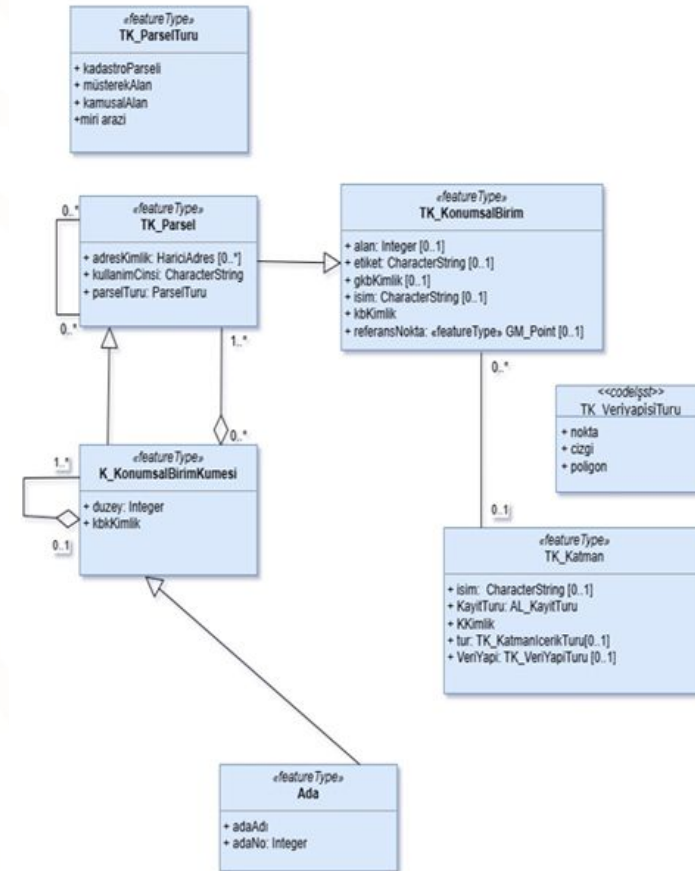 «featureType»
TK_ParselTuru
+ kadastroParseli
+ müsterekAlan
+ kamusalAlan
+miri arazi
«featureType»
TK_Parsel
+ adresKimlik: HariciAdres [0..*]
+ kullanimCinsi: CharacterString
+ parselTuru: ParselTuru
0..*
0..*
1..*
0..*
«featureType»
TK_KonumsalBirim
+ alan: Integer [0..1]
+ etiket: CharacterString [0..1]
+ gkbKimlik [0..1]
+ isim: CharacterString [0..1]
+ kbKimlik
+ referansNokta: «featureType» GM_Point [0..1]
0..*
0..1
<<codelişst>>
TK_VeriyapisiTuru
+ nokta
+ cizgi
+ poligon
«featureType»
K_KonumsalBirimKumesi
+ duzey: Integer
+ kbkKimlik
1..*
0..1
«featureType»
TK_Katman
+ isim: CharacterString [0..1]
+ KayitTuru: AL_KayitTuru
+ KKimlik
+ tur: TK_KatmanIcerikTuru[0..1]
+ VeriYapi: TK_VeriYapiTuru [0..1]
«featureType»
Ada
+ adaAdı
+ adaNo: Integer